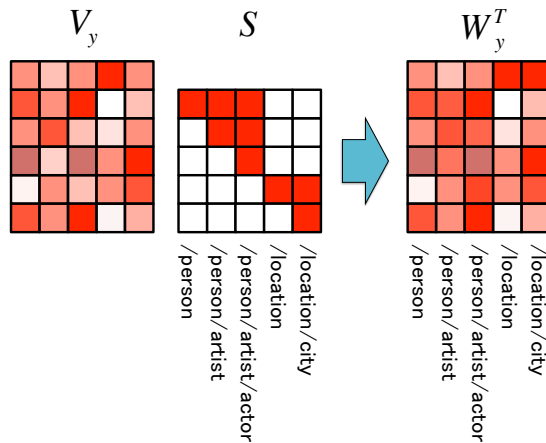 V_y
S
W_y^T
/person
/person/artist
/person/artist/actor
/location
/location/city
/person
/person/artist
/person/artist/actor
/location
/location/city